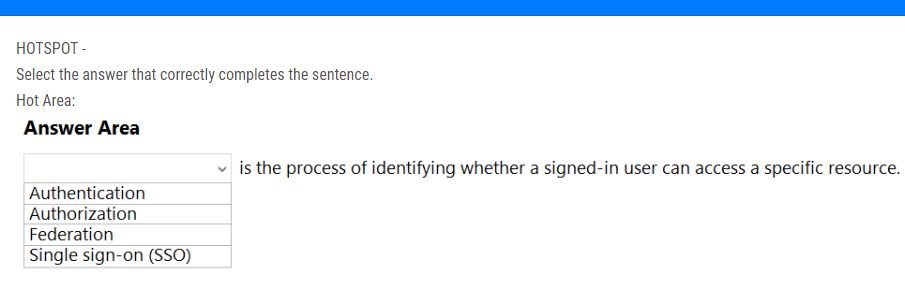 HOTSPOT -
Select the answer that correctly completes the sentence.
Hot Area:
Answer Area
is the process of identifying whether a signed-in user can access a specific resource.
Authentication
Authorization
Federation
Single sign-on (SSO)